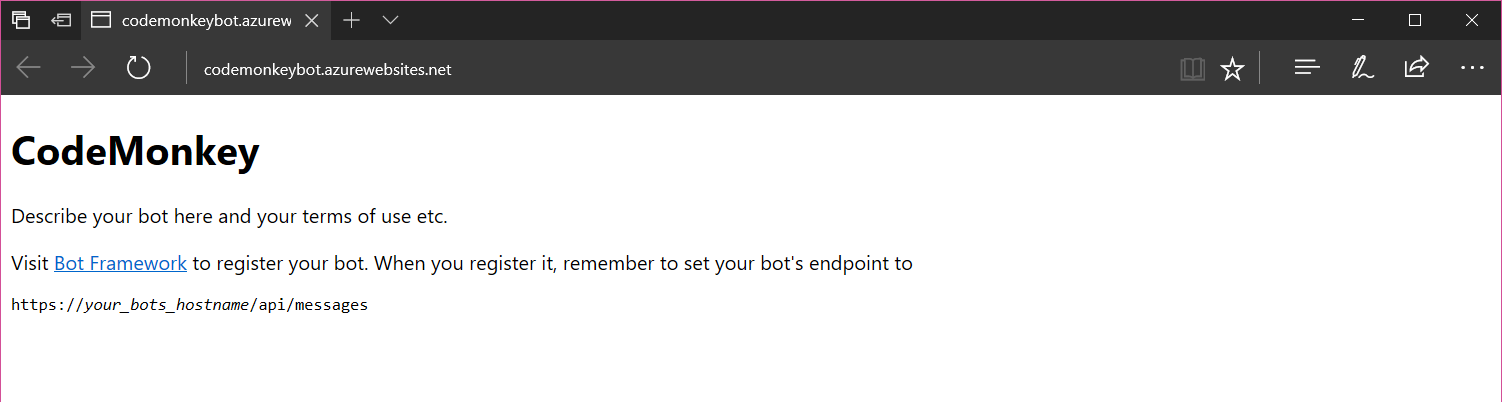 codemonkeybot.azurew
codemonkeybot.azurewebsites.net
CodeMonkey
Describe your bot here and your terms of use etc.
Visit Bot Framework to register your bot. When you register it, remember to set your bot's endpoint to
https://your_bots_hostname/api/messages